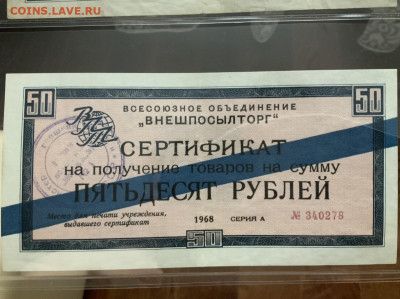 COINS.LAVE.RU
50 50
ВСЕСОЮЗНОЕ ОБЪЕДИНЕНИЕ
„ВНЕШПОСЫЛТОРГ"
ВПТ
СЕРТИФИКАТ
на получение товаров на сумму
ПЯТЬДЕСЯТ РУБЛЕЙ
Место для печати учреждения,
выдавшего сертификат
1968 СЕРИЯ А № 340278
50